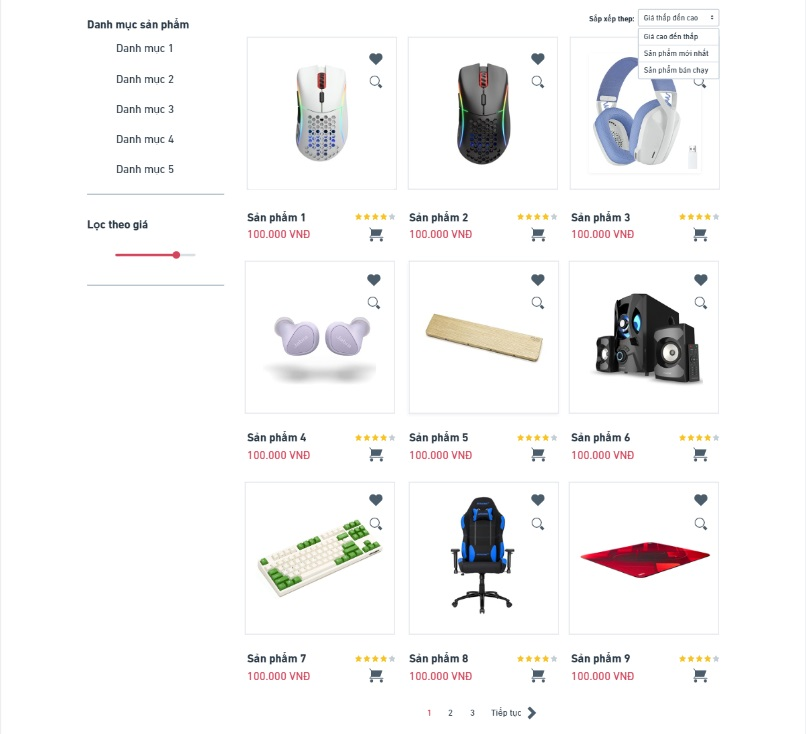 Danh mục sản phẩm
Danh mục 1
Danh mục 2
Danh mục 3
Danh mục 4
Danh mục 5
Lọc theo giá
Sắp xếp thep:
Giá thấp đến cao
Giá cao đến thấp
Sản phẩm mới nhất
Sản phẩm bán chạy
Sản phẩm 1
100.000 VNĐ
Sản phẩm 2
100.000 VNĐ
Sản phẩm 3
100.000 VNĐ
Sản phẩm 4
100.000 VNĐ
Sản phẩm 5
100.000 VNĐ
Sản phẩm 6
100.000 VNĐ
Sản phẩm 7
100.000 VNĐ
Sản phẩm 8
100.000 VNĐ
Sản phẩm 9
100.000 VNĐ
1 2 3 Tiếp tục